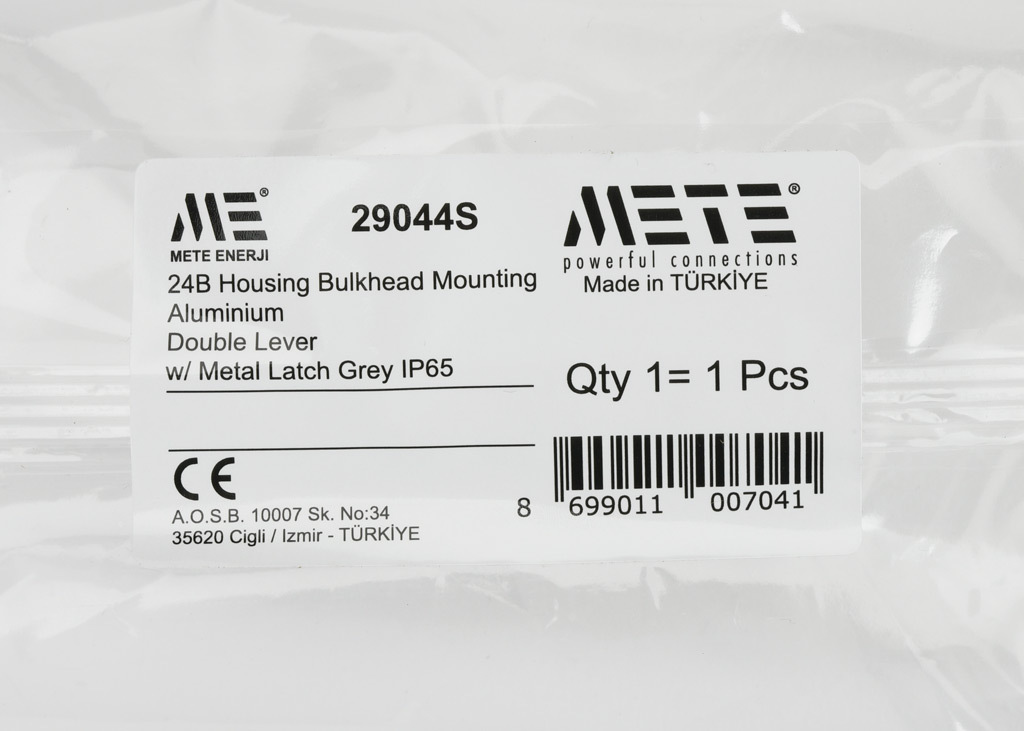 ME®
METE ENERJI
29044S
METE®
powerful connections
Made in TÜRKİYE
24B Housing Bulkhead Mounting
Aluminium
Double Lever
w/ Metal Latch Grey IP65
Qty 1= 1 Pcs
CE
A.O.S.B. 10007 Sk. No:34
35620 Cigli / Izmir - TÜRKİYE
8 699011 007041